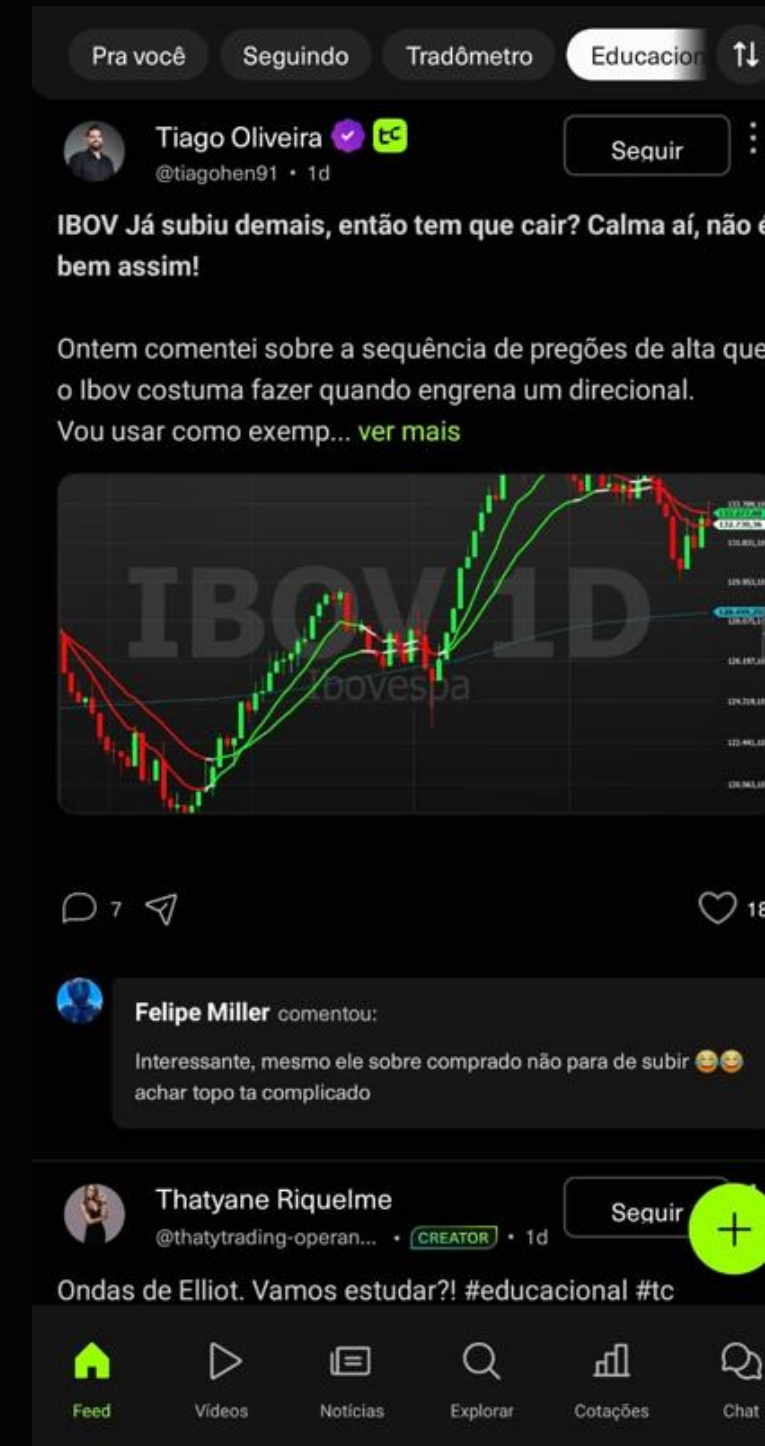 Pra você
Seguindo
Tradômetro
Educacion
Tiago Oliveira
tc
Seguir
@tiagohen91 • 1d
IBOV Já subiu demais, então tem que cair? Calma aí, não é
bem assim!
Ontem comentei sobre a sequência de pregões de alta que
o Ibov costuma fazer quando engrena um direcional.
Vou usar como exemp... ver mais
IBOV 1D
Ibovespa
7
18
Felipe Miller comentou:
Interessante, mesmo ele sobre comprado não para de subir 😂😂
achar topo ta complicado
Thatyane Riquelme
Seguir
@thatytrading-operan... • CREATOR • 1d
Ondas de Elliot. Vamos estudar?! #educacional #tc
Feed
Vídeos
Notícias
Explorar
Cotações
Chat